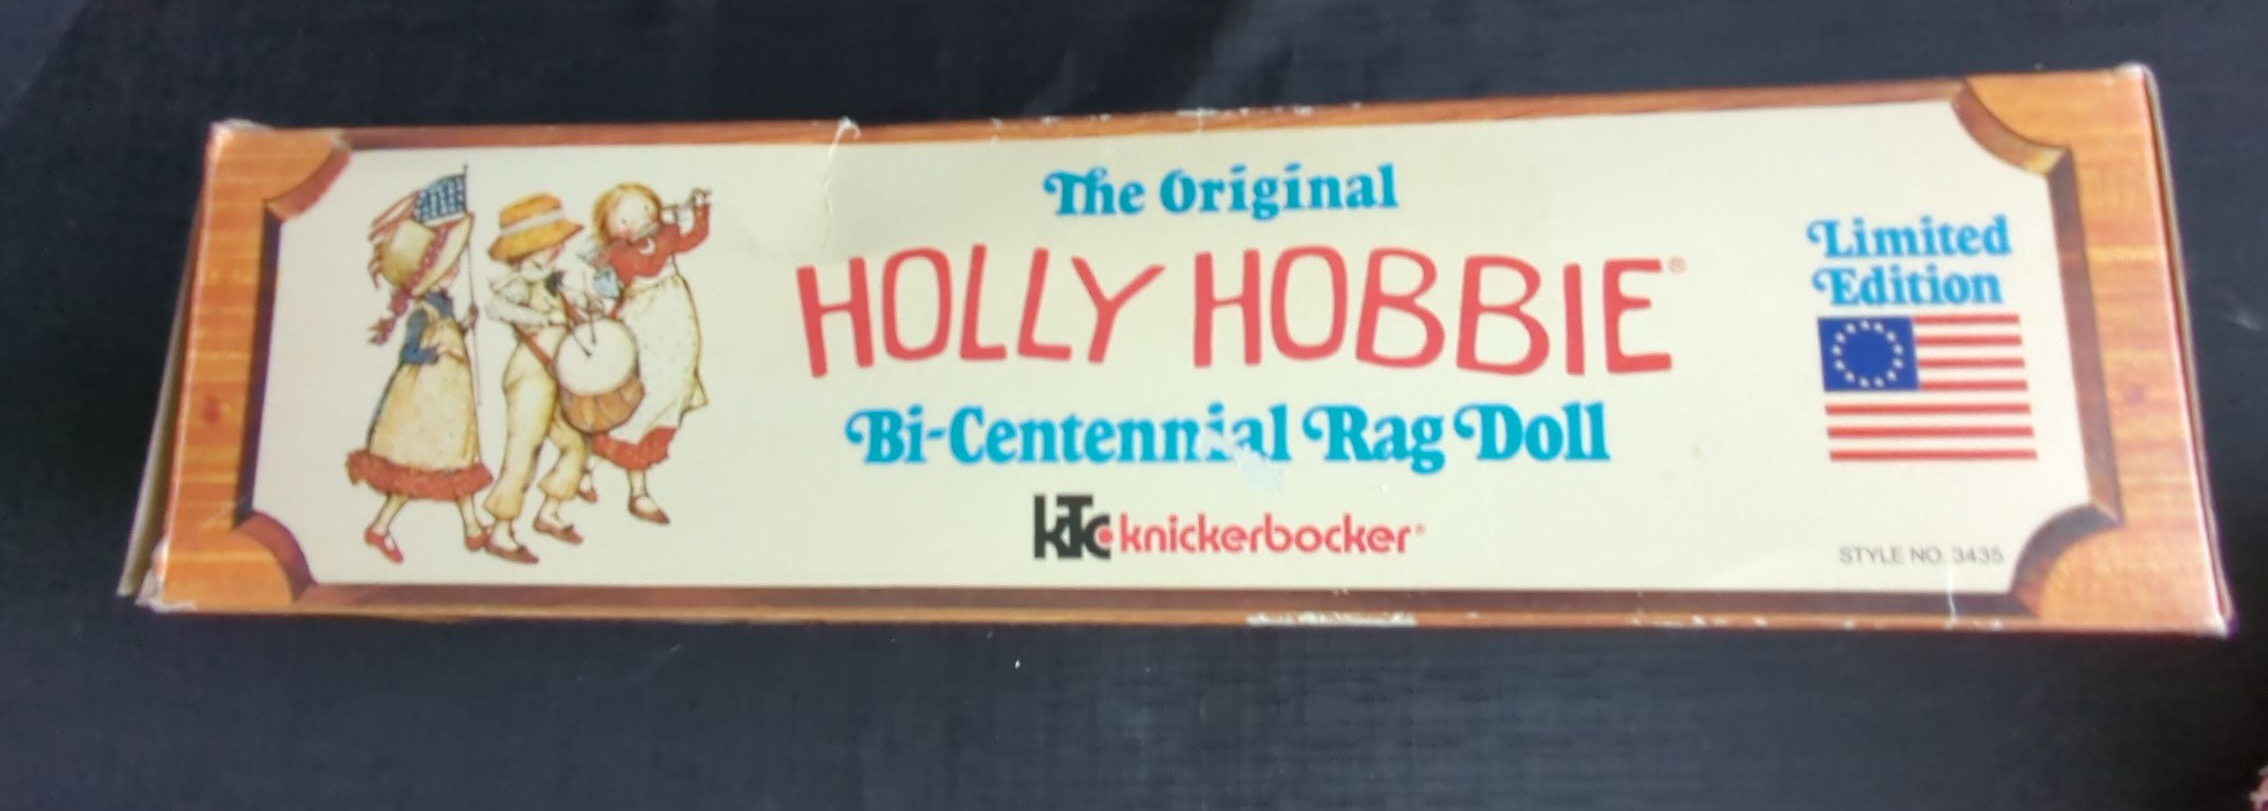 The Original
HOLLY HOBBIE®
Bi-Centennial Rag Doll
KTC knickerbocker®
Limited
Edition
STYLE NO. 3435